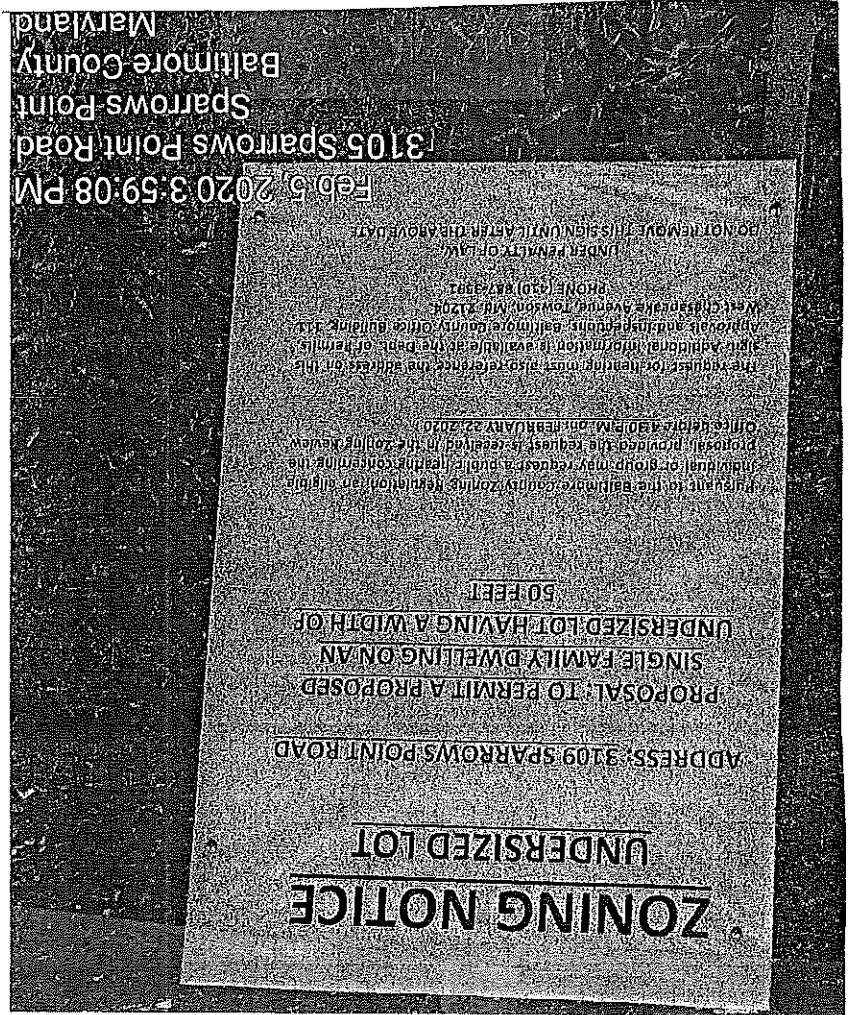 ZONING NOTICE
UNDERSIZED LOT
ADDRESS; 3109 SPARROWS POINT ROAD
PROPOSAL; TO PERMIT A PROPOSED
SINGLE FAMILY DWELLING ON AN
UNDERSIZED LOT HAVING A WIDTH OF
50 FEET
Pursuant to the Baltimore County Zoning Regulation an eligible
individual or group may request a public hearing concerning the
proposal, provided the request is received in the Zoning Review
Office before 4:30 P.M. on FEBRUARY 22, 2020
The request for hearing must also reference the address on this
sign. Additional information is available at the Dept. of Permits
Approvals and Inspections, Baltimore County Office Building, 111
West Chesapeake Avenue, Towson, Md. 21204
PHONE (410) 887-3391
UNDER PENALTY OF LAW,
DO NOT REMOVE THIS SIGN UNTIL AFTER THE ABOVE DATE
Feb 5, 2020 3:59:08 PM
3105 Sparrows Point Road
Sparrows Point
Baltimore County
Maryland